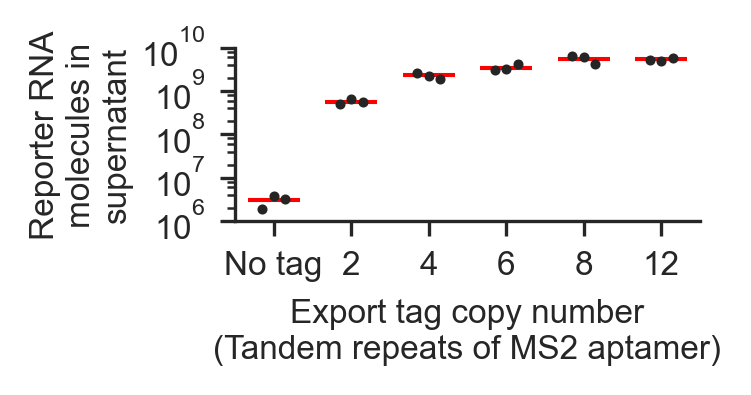 Reporter RNA
molecules in
supernatant
10^10
10^9
10^8
10^7
10^6
No tag 2 4 6 8 12
Export tag copy number
(Tandem repeats of MS2 aptamer)